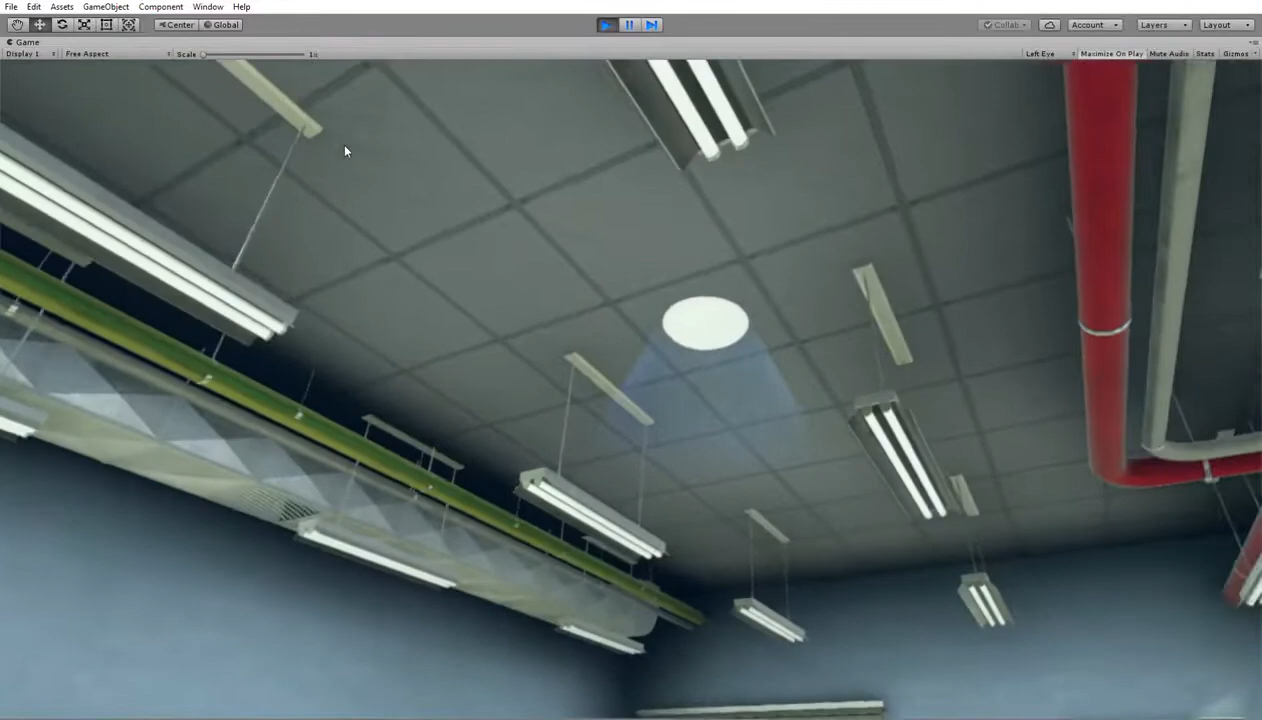 File Edit Assets GameObject Component Window Help
Center Global Collab Account Layers Layout
Game
Display 1 Free Aspect Scale 1x Left Eye Maximize On Play Mute Audio Stats Gizmos